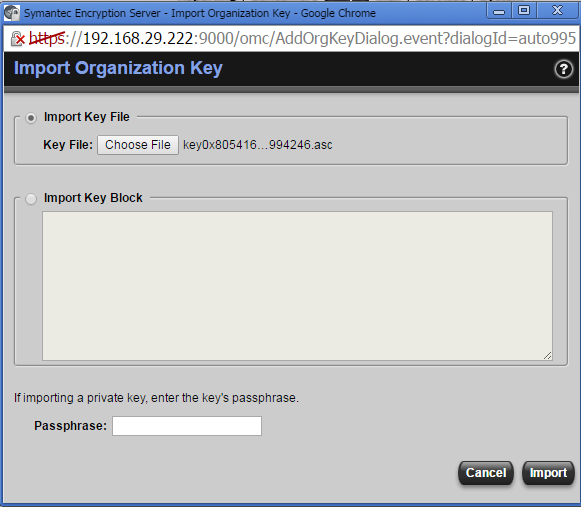 Symantec Encryption Server - Import Organization Key - Google Chrome
https://192.168.29.222:9000/omc/AddOrgKeyDialog.event?dialogId=auto995
Import Organization Key ?
Import Key File
Key File: Choose File key0x805416...994246.asc
Import Key Block
If importing a private key, enter the key's passphrase.
Passphrase:
Cancel Import